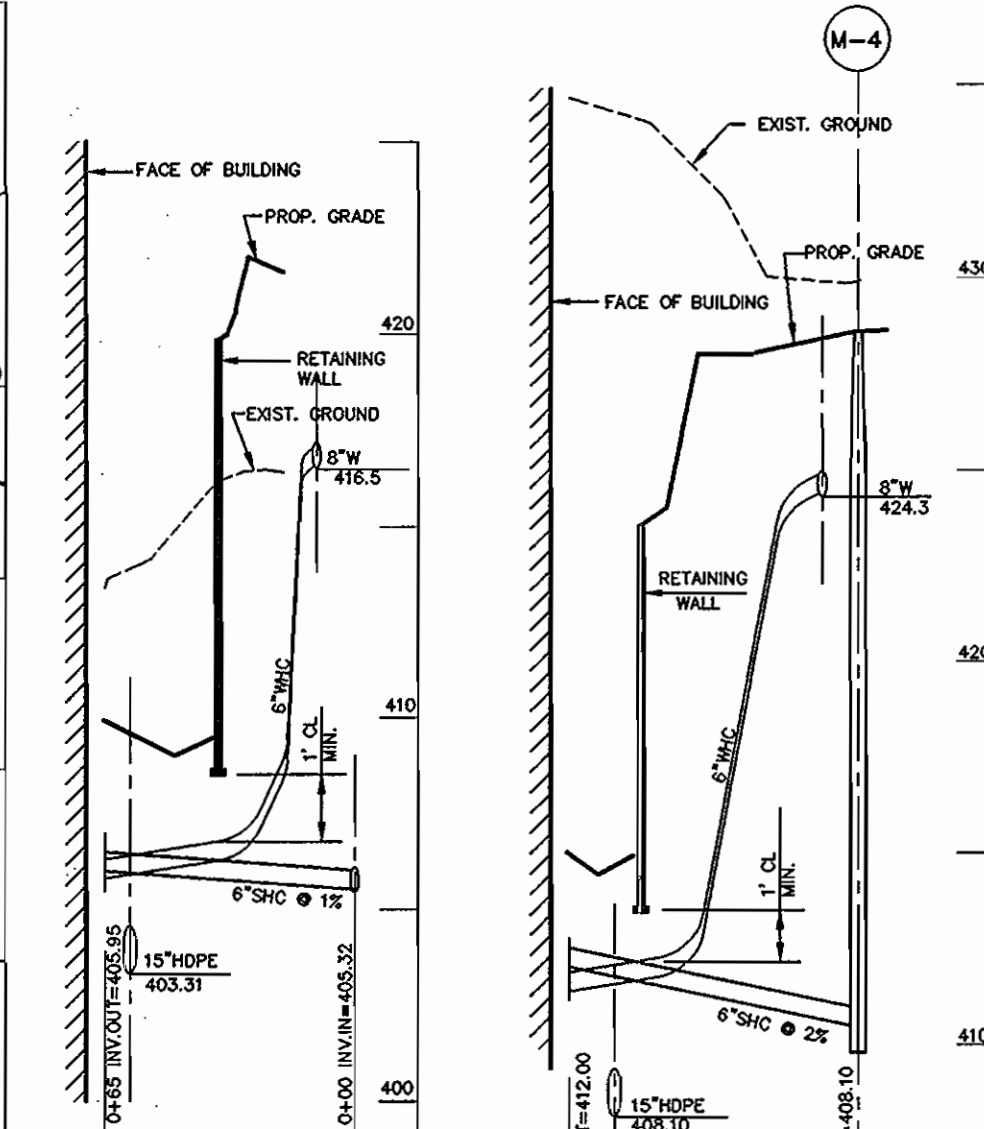 M-4
EXIST. GROUND
FACE OF BUILDING
PROP. GRADE
PROP. GRADE
430
FACE OF BUILDING
420
RETAINING
WALL
EXIST. GROUND
8"W
416.5
8"W
424.3
RETAINING
WALL
6"WHC
420
410
1' CL
MIN.
6"WHC
1' CL
MIN.
6"SHC @ 1%
0+65 INV.OUT=405.95
15"HDPE
403.31
0+00 INV.IN=405.32
6"SHC @ 2%
410
400
T=412.00
15"HDPE
408.10
408.10